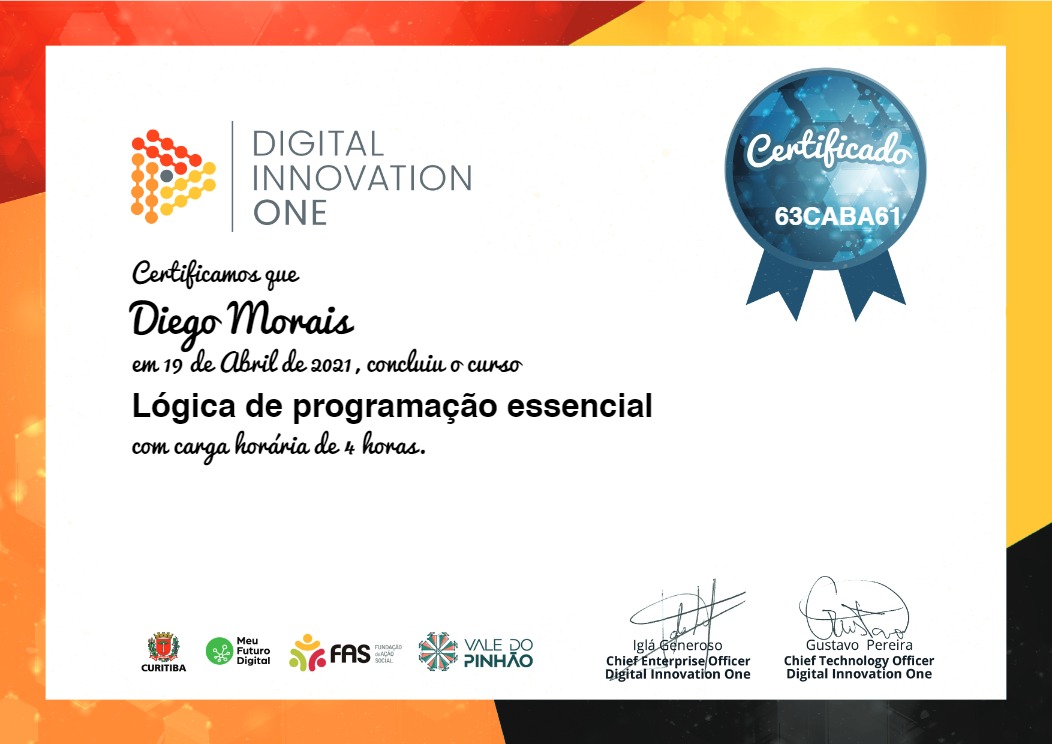 DIGITAL
INNOVATION
ONE
Certificado
63CABA61
Certificamos que
Diego Morais
em 19 de Abril de 2021, concluiu o curso
Lógica de programação essencial
com carga horária de 4 horas.
CURITIBA
Meu
Futuro
Digital
FAS
FUNDAÇÃO
de AÇÃO
SOCIAL
VALE DO
PINHÃO
Iglá Generoso
Chief Enterprise Officer
Digital Innovation One
Gustavo
Gustavo Pereira
Chief Technology Officer
Digital Innovation One